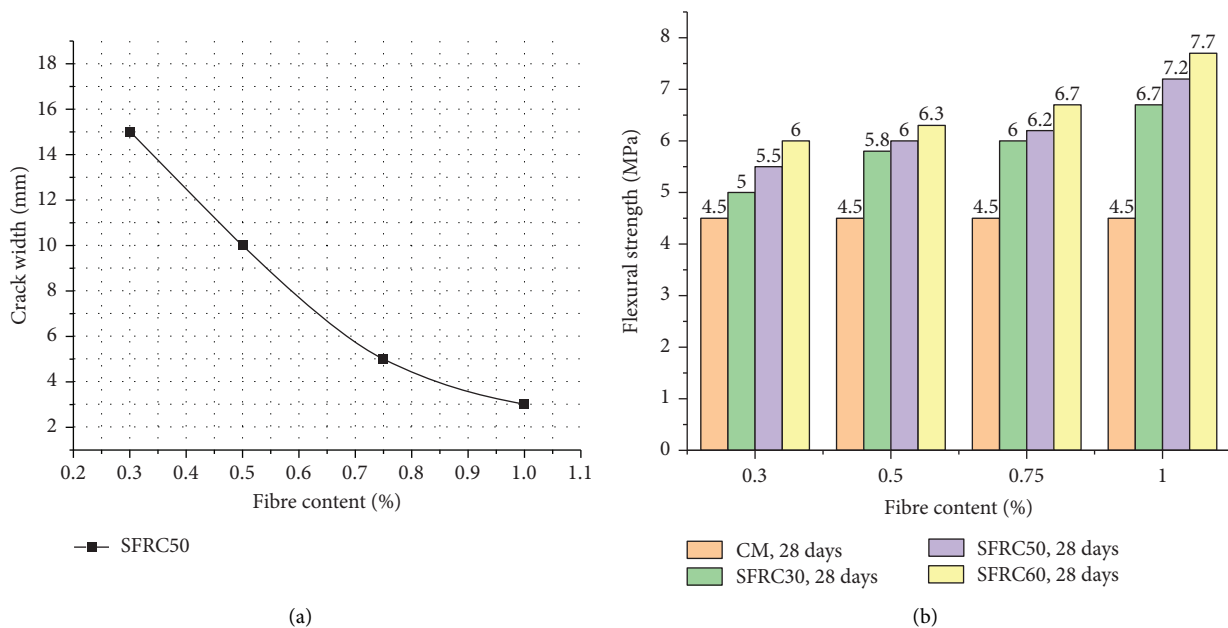 18
16
14
12
10
8
6
4
2
Crack width (mm)
0.2 0.3 0.4 0.5 0.6 0.7 0.8 0.9 1.0 1.1
Fibre content (%)
SFRC50
(a)
8
7
6
5
4
3
2
1
0
Flexural strength (MPa)
4.5 5 5.5 6
4.5 5.8 6 6.3
4.5 6 6.2 6.7
4.5 6.7 7.2 7.7
0.3 0.5 0.75 1
Fibre content (%)
CM, 28 days
SFRC30, 28 days
SFRC50, 28 days
SFRC60, 28 days
(b)